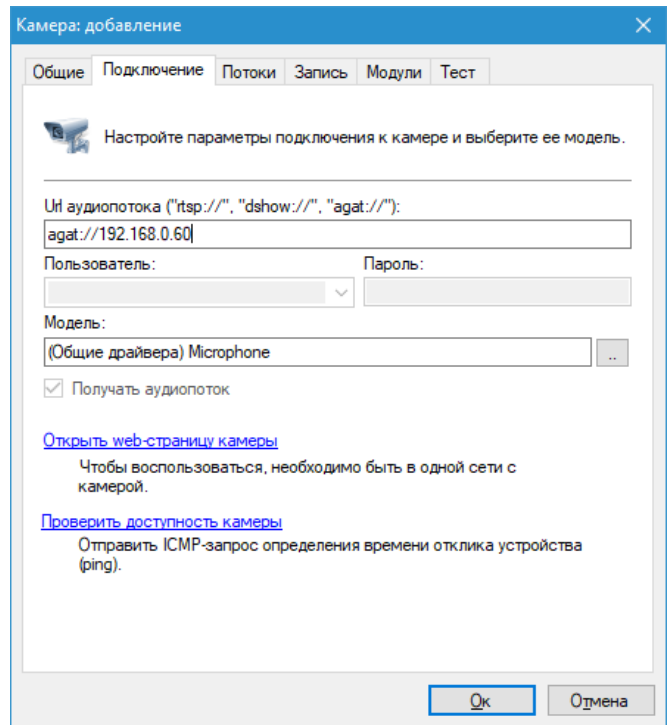 Камера: добавление
Общие Подключение Потоки Запись Модули Тест
Настройте параметры подключения к камере и выберите ее модель.
Url аудиопотока ("rtsp://", "dshow://", "agat://"):
agat://192.168.0.60
Пользователь: Пароль:
Модель:
(Общие драйвера) Microphone ..
Получать аудиопоток
Открыть web-страницу камеры
Чтобы воспользоваться, необходимо быть в одной сети с
камерой.
Проверить доступность камеры
Отправить ICMP-запрос определения времени отклика устройства
(ping).
Ок Отмена